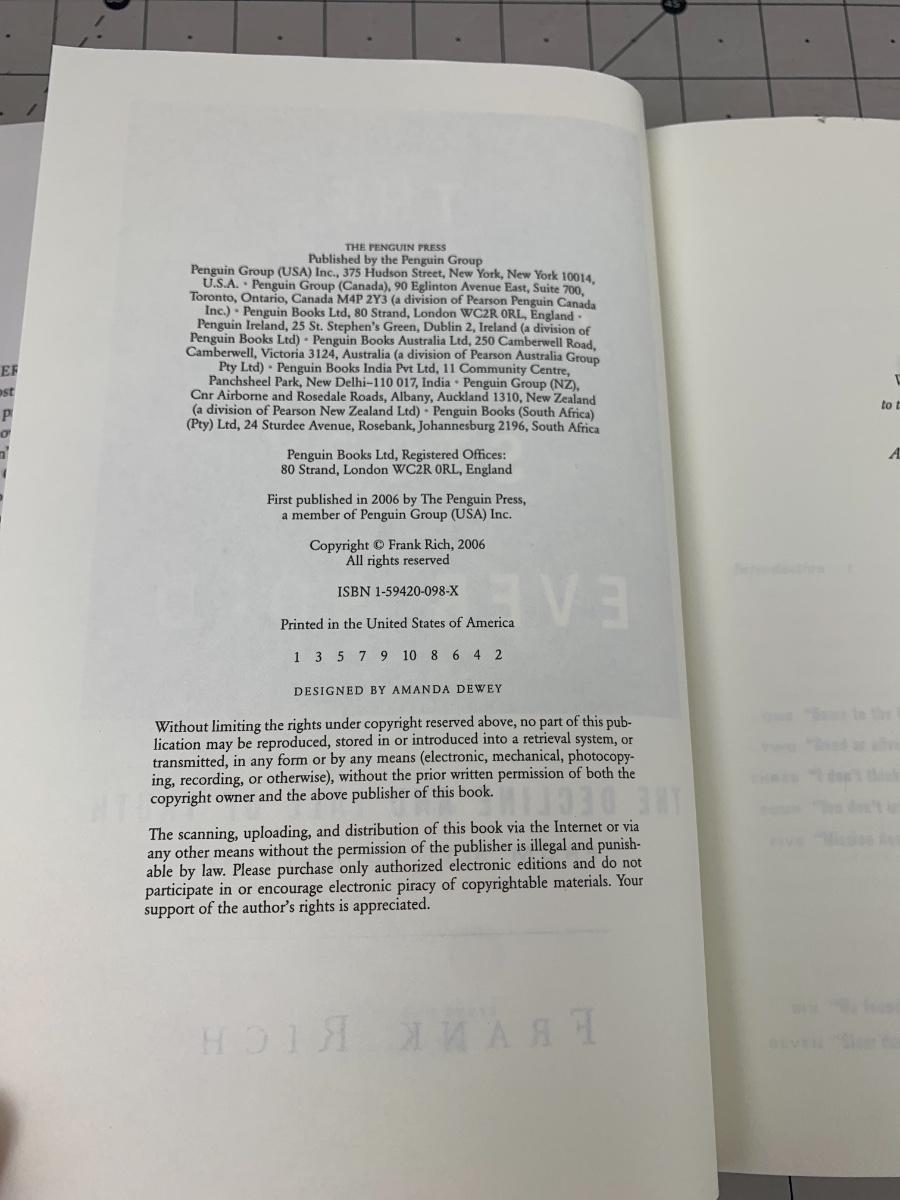 THE PENGUIN PRESS
Published by the Penguin Group
Penguin Group (USA) Inc., 375 Hudson Street, New York, New York 10014,
U.S.A. • Penguin Group (Canada), 90 Eglinton Avenue East, Suite 700,
Toronto, Ontario, Canada M4P 2Y3 (a division of Pearson Penguin Canada
Inc.) • Penguin Books Ltd, 80 Strand, London WC2R 0RL, England •
Penguin Ireland, 25 St. Stephen's Green, Dublin 2, Ireland (a division of
Penguin Books Ltd) • Penguin Books Australia Ltd, 250 Camberwell Road,
Camberwell, Victoria 3124, Australia (a division of Pearson Australia Group
Pty Ltd) • Penguin Books India Pvt Ltd, 11 Community Centre,
Panchsheel Park, New Delhi–110 017, India • Penguin Group (NZ),
Cnr Airborne and Rosedale Roads, Albany, Auckland 1310, New Zealand
(a division of Pearson New Zealand Ltd) • Penguin Books (South Africa)
(Pty) Ltd, 24 Sturdee Avenue, Rosebank, Johannesburg 2196, South Africa
Penguin Books Ltd, Registered Offices:
80 Strand, London WC2R 0RL, England
First published in 2006 by The Penguin Press,
a member of Penguin Group (USA) Inc.
Copyright © Frank Rich, 2006
All rights reserved
ISBN 1-59420-098-X
Printed in the United States of America
1 3 5 7 9 10 8 6 4 2
DESIGNED BY AMANDA DEWEY
Without limiting the rights under copyright reserved above, no part of this pub-
lication may be reproduced, stored in or introduced into a retrieval system, or
transmitted, in any form or by any means (electronic, mechanical, photocopy-
ing, recording, or otherwise), without the prior written permission of both the
copyright owner and the above publisher of this book.
The scanning, uploading, and distribution of this book via the Internet or via
any other means without the permission of the publisher is illegal and punish-
able by law. Please purchase only authorized electronic editions and do not
participate in or encourage electronic piracy of copyrightable materials. Your
support of the author's rights is appreciated.
FRANK RICH
to t